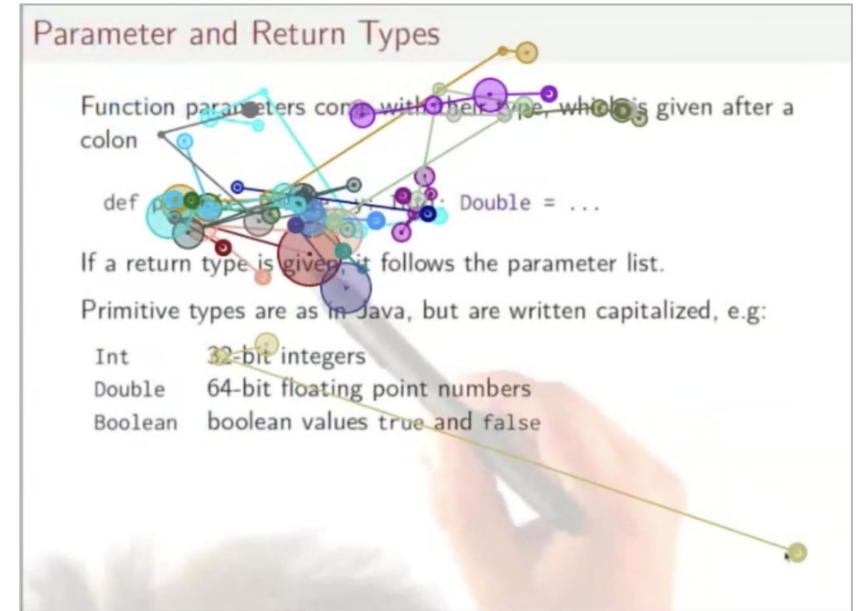 Parameter and Return Types
Function parameters come with their type, which is given after a
colon
def : Double = ...
If a return type is given, it follows the parameter list.
Primitive types are as in Java, but are written capitalized, e.g:
Int 32-bit integers
Double 64-bit floating point numbers
Boolean boolean values true and false